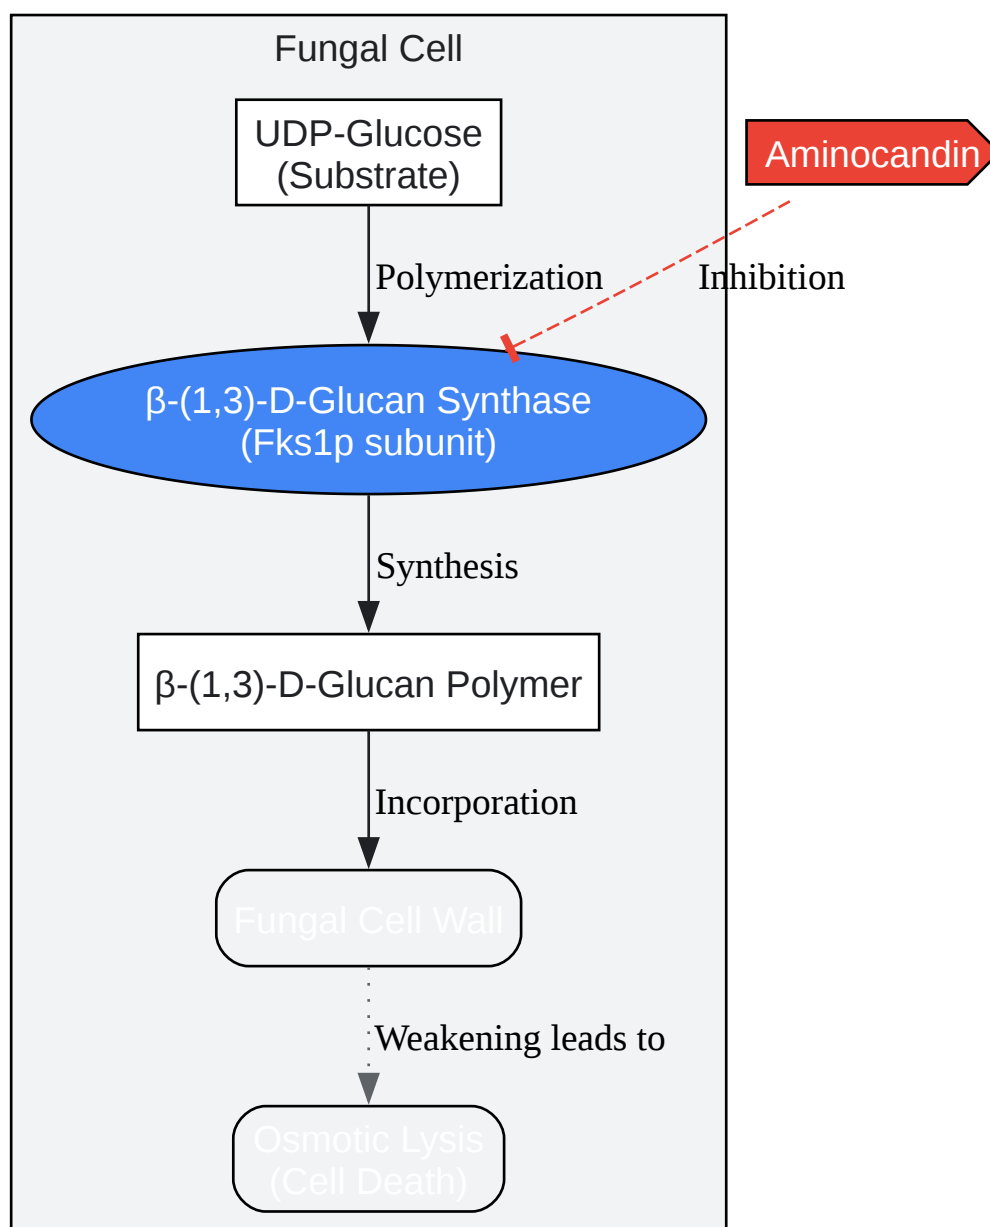 Fungal Cell
UDP-Glucose
(Substrate)
Aminocandin
Polymerization
Inhibition
β-(1,3)-D-Glucan Synthase
(Fks1p subunit)
Synthesis
β-(1,3)-D-Glucan Polymer
Incorporation
Fungal Cell Wall
Weakening leads to
Osmotic Lysis
(Cell Death)